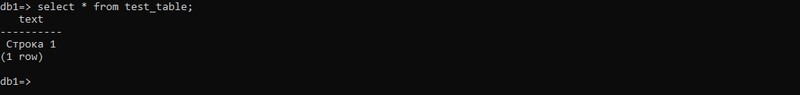 db1=> select * from test_table;
text
----------
Строка 1
(1 row)
db1=>